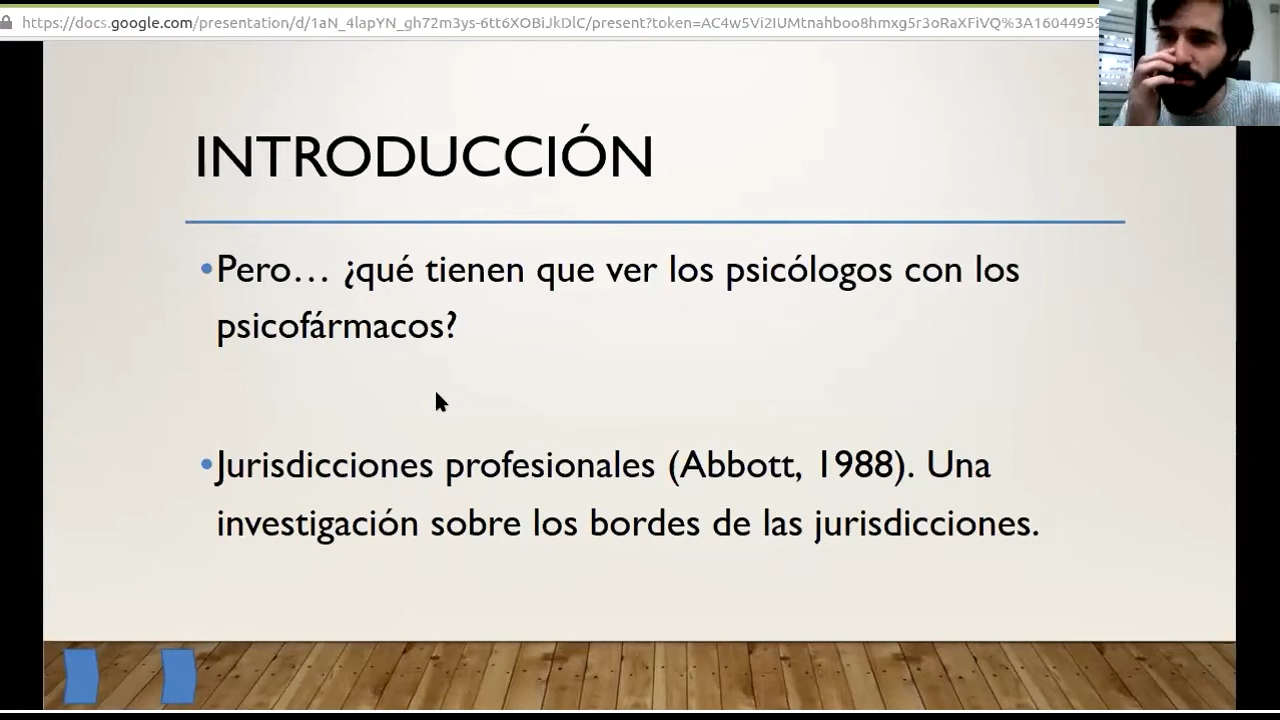 https://docs.google.com/presentation/d/1aN_4lapYN_gh72m3ys-6tt6XOBiJkDlC/present?token=AC4w5Vi2IUMtnahboo8hmxg5r3oRaXFiVQ%3A16044959
INTRODUCCIÓN
•Pero… ¿qué tienen que ver los psicólogos con los
psicofármacos?
•Jurisdicciones profesionales (Abbott, 1988). Una
investigación sobre los bordes de las jurisdicciones.